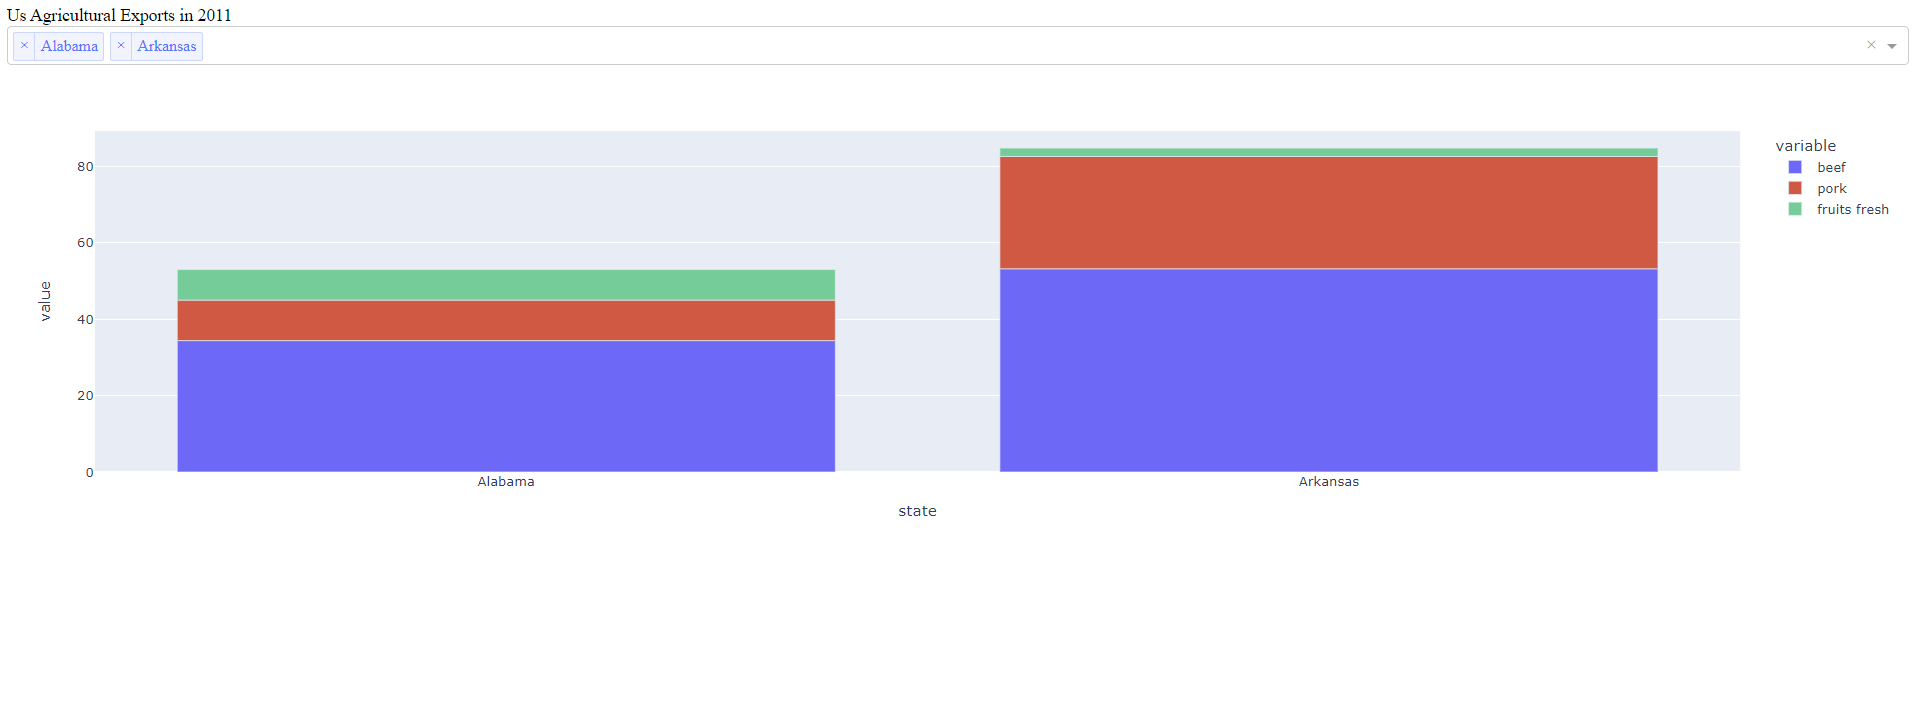 Us Agricultural Exports in 2011
× Alabama × Arkansas ×
variable
beef
pork
fruits fresh
value
80
60
40
20
0
Alabama Arkansas
state